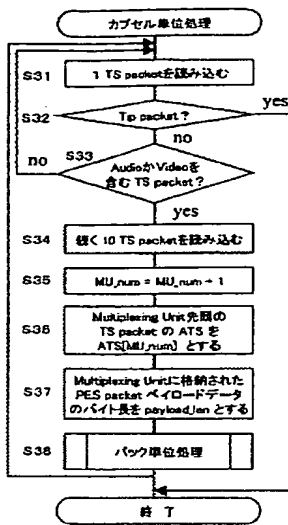 カプセル単位処理
S31
1 TS packetを読み込む
S32
Tip packet ?
yes
no
no
S33
AudioかVideoを
含む TS packet ?
yes
S34
続く 10 TS packetを読み込む
S35
MU_num = MU_num + 1
S36
Multiplexing Unit先頭の
TS packet の ATS を
ATS[MU_num] とする
S37
Multiplexing Unitに格納された
PES packet ペイロードデータ
のバイト長を payload_len とする
S38
パック単位処理
終 了